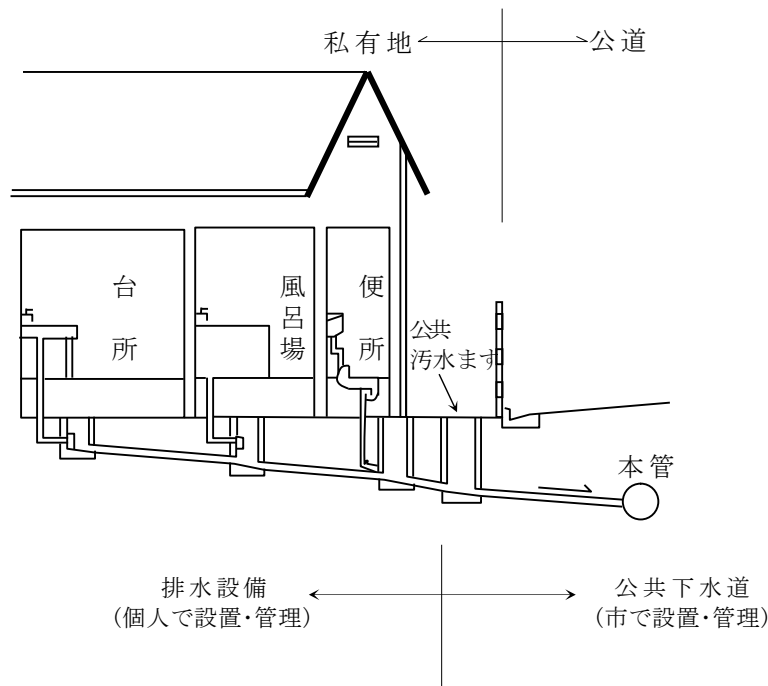 私有地
公道
台所
風呂場
便所
公共
汚水ます
本管
排水設備
(個人で設置・管理)
公共下水道
(市で設置・管理)